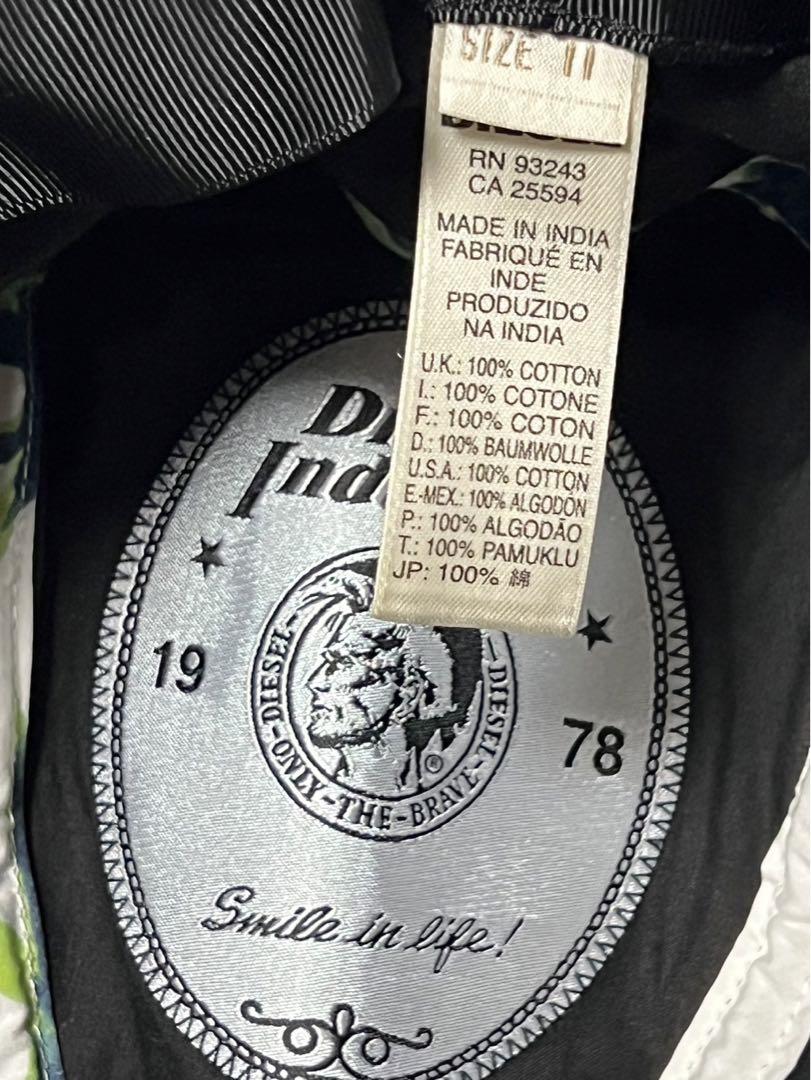 SIZE II
RN 93243
CA 25594
MADE IN INDIA
FABRIQUÉ EN
INDE
PRODUZIDO
NA INDIA
U.K.: 100% COTTON
I.: 100% COTONE
F.: 100% COTON
D.: 100% BAUMWOLLE
U.S.A.: 100% COTTON
E.-MEX.: 100% ALGODÓN
P.: 100% ALGODÃO
T.: 100% PAMUKLU
JP: 100% 綿
19
78
DIESEL-ONLY-THE-BRAVE-DIESEL
®
Smile in life!